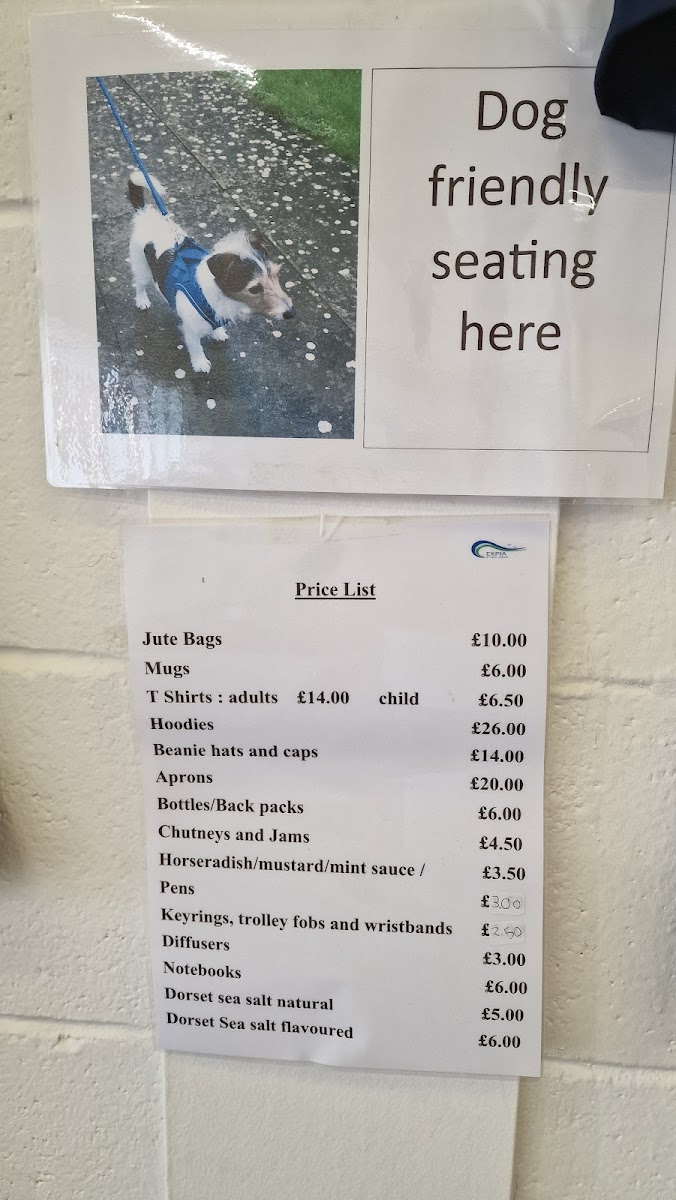 Dog
friendly
seating
here
EXPIA
Price List
Jute Bags £10.00
Mugs £6.00
T Shirts : adults £14.00 child £6.50
Hoodies £26.00
Beanie hats and caps £14.00
Aprons £20.00
Bottles/Back packs £6.00
Chutneys and Jams £4.50
Horseradish/mustard/mint sauce / £3.50
Pens £3.00
Keyrings, trolley fobs and wristbands £2.50
Diffusers £3.00
Notebooks £6.00
Dorset sea salt natural £5.00
Dorset Sea salt flavoured £6.00